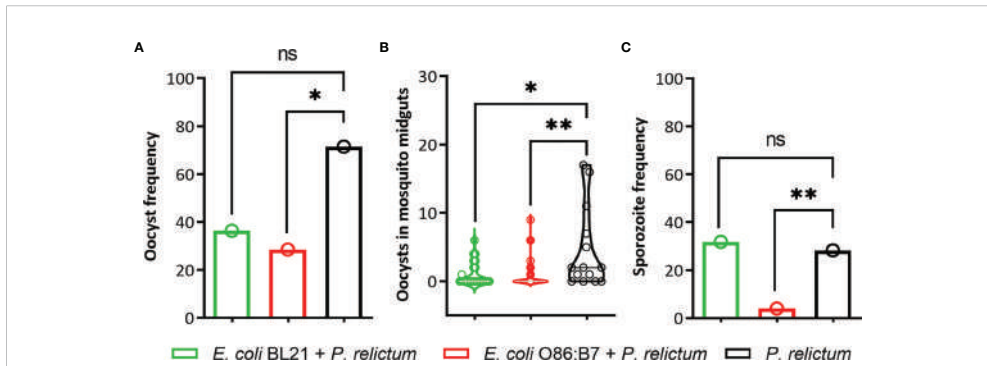 A
B
C
ns
*
100
80
60
40
20
0
Oocyst frequency
*
**
30
20
10
0
Oocysts in mosquito midguts
ns
**
100
80
60
40
20
0
Sporozoite frequency
E. coli BL21 + P. relictum
E. coli O86:B7 + P. relictum
P. relictum